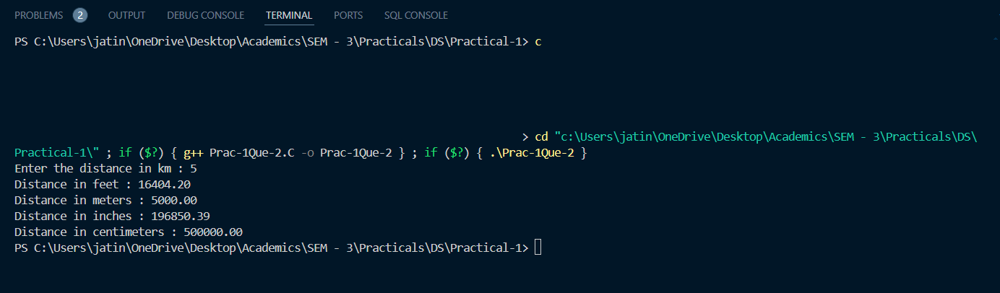 PROBLEMS 2 OUTPUT DEBUG CONSOLE TERMINAL PORTS SQL CONSOLE
PS C:\Users\jatin\OneDrive\Desktop\Academics\SEM - 3\Practicals\DS\Practical-1> c
> cd "c:\Users\jatin\OneDrive\Desktop\Academics\SEM - 3\Practicals\DS\
Practical-1\" ; if ($?) { g++ Prac-1Que-2.C -o Prac-1Que-2 } ; if ($?) { .\Prac-1Que-2 }
Enter the distance in km : 5
Distance in feet : 16404.20
Distance in meters : 5000.00
Distance in inches : 196850.39
Distance in centimeters : 500000.00
PS C:\Users\jatin\OneDrive\Desktop\Academics\SEM - 3\Practicals\DS\Practical-1>